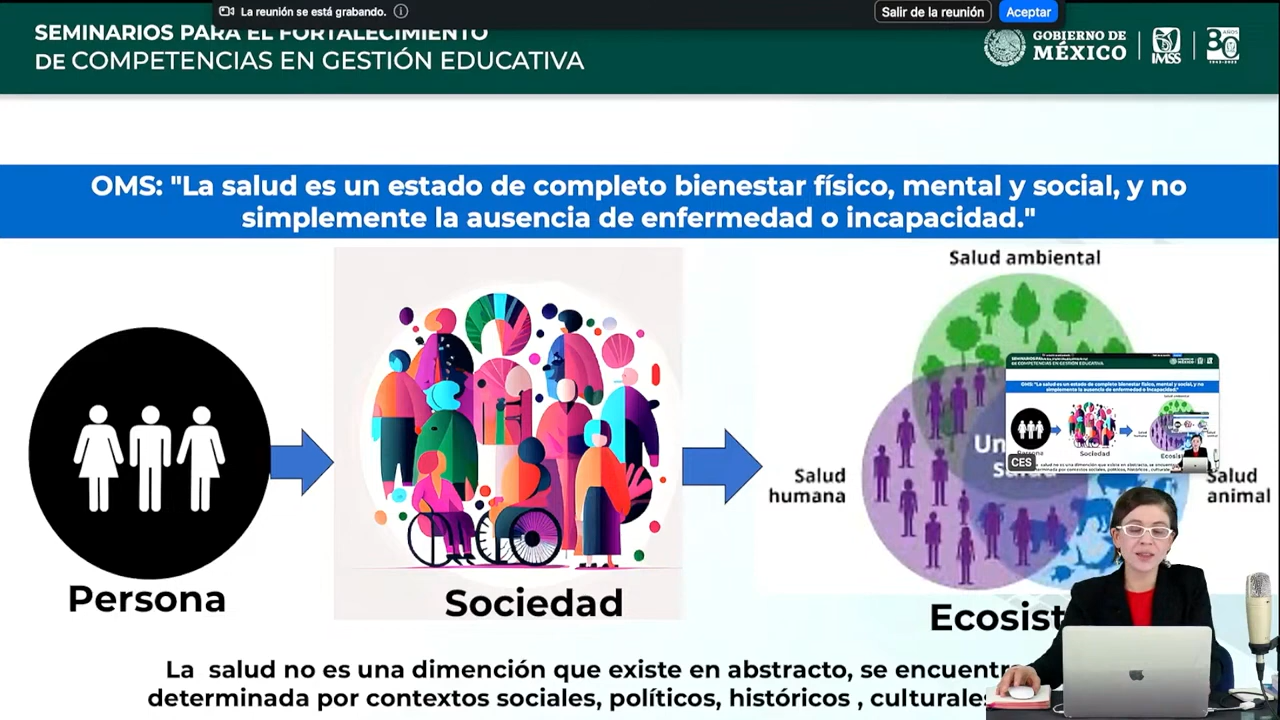 La reunión se está grabando.
Salir de la reunión
Aceptar
SEMINARIOS PARA EL FORTALECIMIENTO
DE COMPETENCIAS EN GESTIÓN EDUCATIVA
GOBIERNO DE
MÉXICO
IMSS
OMS: "La salud es un estado de completo bienestar físico, mental y social, y no
simplemente la ausencia de enfermedad o incapacidad."
Salud ambiental
Salud
humana
Salud
animal
CES
Persona
Sociedad
La salud no es una dimención que existe en abstracto, se
determinada por contextos sociales, políticos, históricos ,